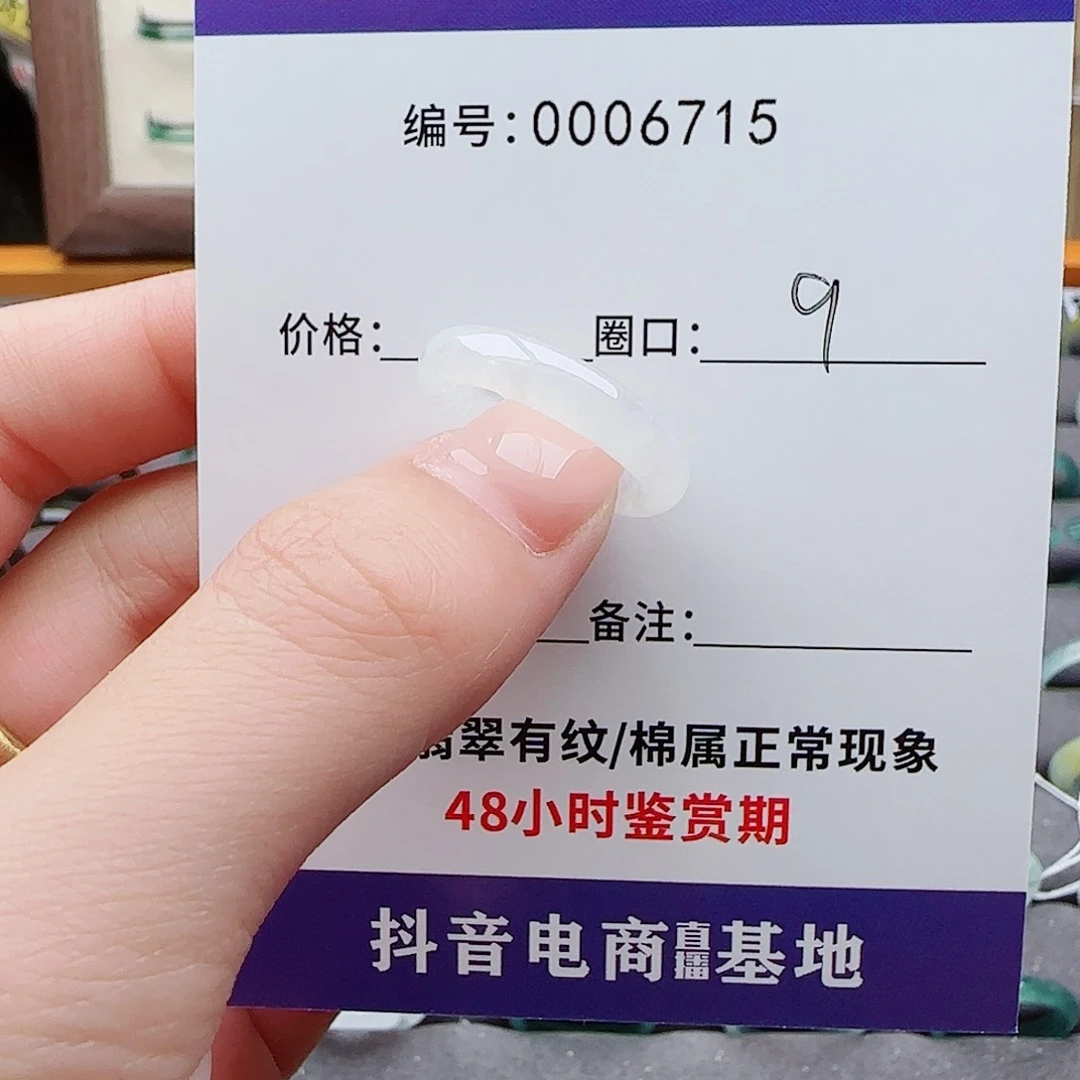 编号：0006715
价格： 圈口： 9
备注：
翠有纹/棉属正常现象
48小时鉴赏期
抖音电商直播基地